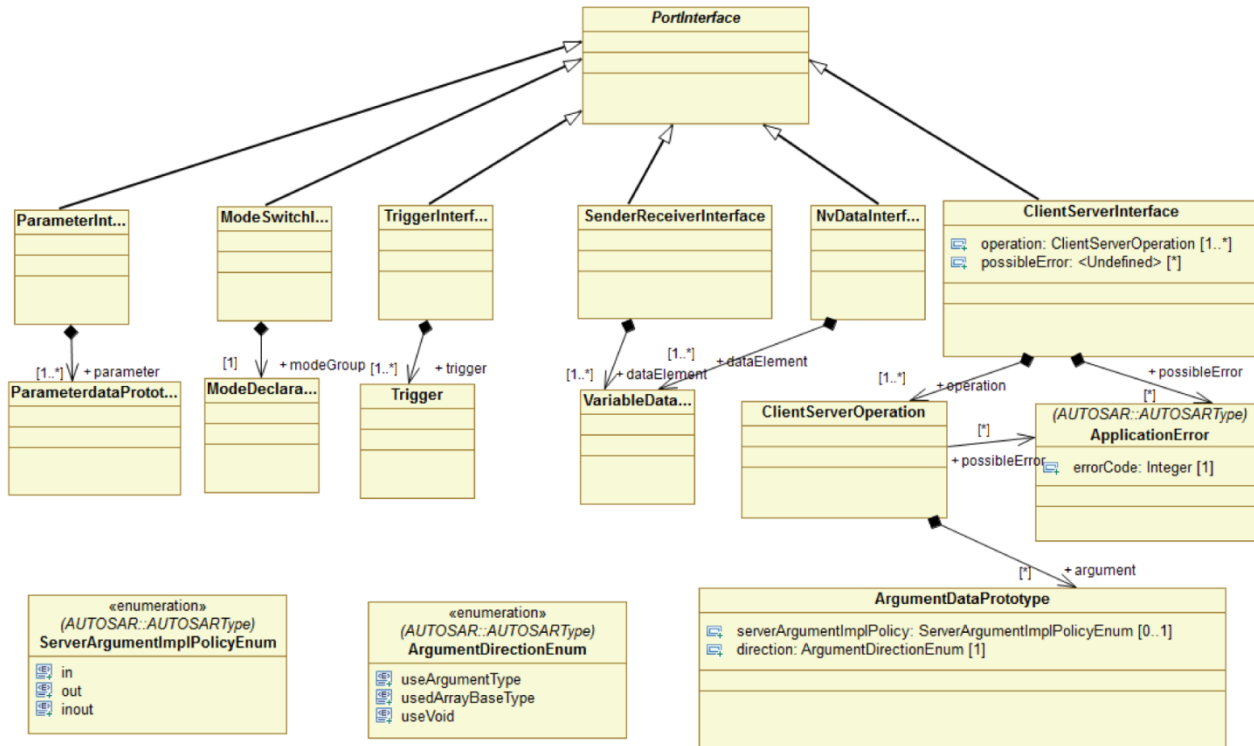 PortInterface
ParameterInt...
ModeSwitchI...
TriggerInterf...
SenderReceiverInterface
NvDataInterf...
ClientServerInterface
operation: ClientServerOperation [1..*]
possibleError: <Undefined> [*]
[1..*]
+ parameter
[1]
+ modeGroup
[1..*]
+ trigger
[1..*]
+ dataElement
[1..*]
+ dataElement
[1..*]
+ operation
+ possibleError
[*]
ParameterdataProtot...
ModeDeclara...
Trigger
VariableData...
ClientServerOperation
[*]
+ possibleError
(AUTOSAR::AUTOSARType)
ApplicationError
errorCode: Integer [1]
[*]
+ argument
«enumeration»
(AUTOSAR::AUTOSARType)
ServerArgumentImplPolicyEnum
in
out
inout
«enumeration»
(AUTOSAR::AUTOSARType)
ArgumentDirectionEnum
useArgumentType
usedArrayBaseType
useVoid
ArgumentDataPrototype
serverArgumentImplPolicy: ServerArgumentImplPolicyEnum [0..1]
direction: ArgumentDirectionEnum [1]